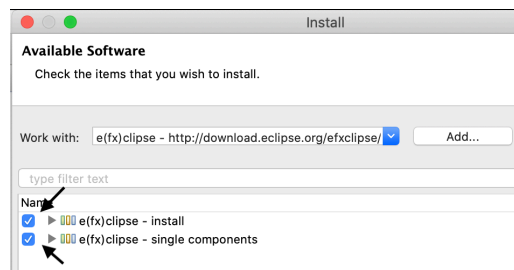 Install
Available Software
Check the items that you wish to install.
Work with: e(fx)clipse - http://download.eclipse.org/efxclipse/ Add...
type filter text
e(fx)clipse - install
e(fx)clipse - single components